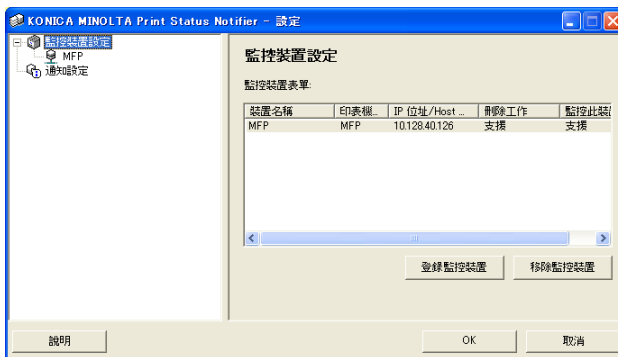 KONICA MINOLTA Print Status Notifier - 設定
監控裝置設定
MFP
通知設定
監控裝置設定
監控裝置表單:
裝置名稱 印表機... IP 位址/Host ... 刪除工作 監控此裝
MFP MFP 10.128.40.126 支援 支援
登錄監控裝置 移除監控裝置
說明 OK 取消